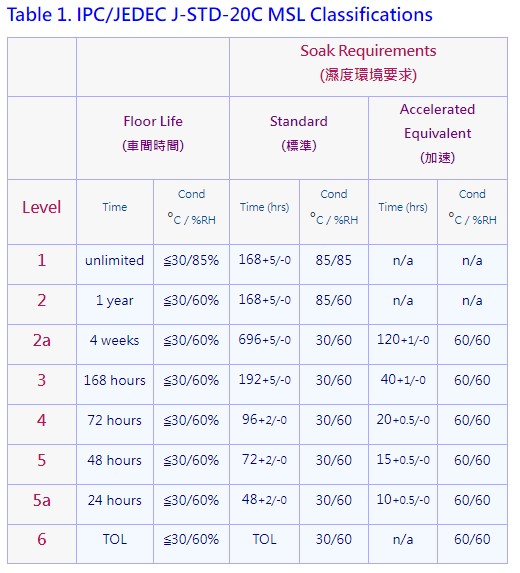 Table 1. IPC/JEDEC J-STD-20C MSL Classifications
Soak Requirements
(濕度環境要求)
Floor Life
(車間時間)
Standard
(標準)
Accelerated
Equivalent
(加速)
Level
Time
Cond
°C / %RH
Time (hrs)
Cond
°C / %RH
Time (hrs)
Cond
°C / %RH
1 unlimited ≦30/85% 168+5/-0 85/85 n/a n/a
2 1 year ≦30/60% 168+5/-0 85/60 n/a n/a
2a 4 weeks ≦30/60% 696+5/-0 30/60 120+1/-0 60/60
3 168 hours ≦30/60% 192+5/-0 30/60 40+1/-0 60/60
4 72 hours ≦30/60% 96+2/-0 30/60 20+0.5/-0 60/60
5 48 hours ≦30/60% 72+2/-0 30/60 15+0.5/-0 60/60
5a 24 hours ≦30/60% 48+2/-0 30/60 10+0.5/-0 60/60
6 TOL ≦30/60% TOL 30/60 n/a 60/60